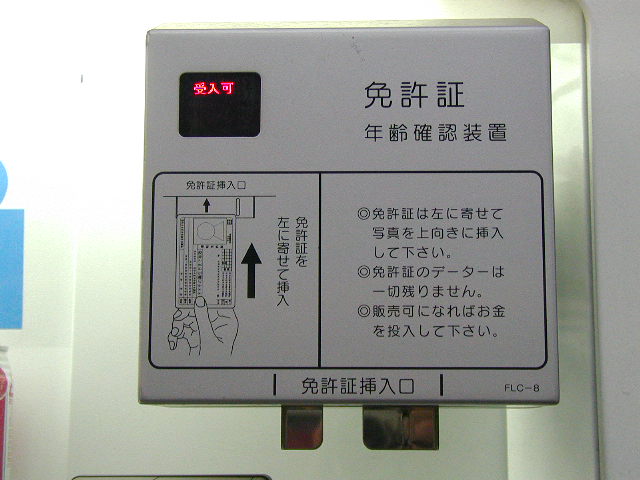 受入可
免許証
年齢確認装置
免許証挿入口
免許証を
左に寄せて挿入
◎免許証は左に寄せて
写真を上向きに挿入
して下さい。
◎免許証のデーターは
一切残りません。
◎販売可になればお金
を投入して下さい。
免許証挿入口
FLC-8